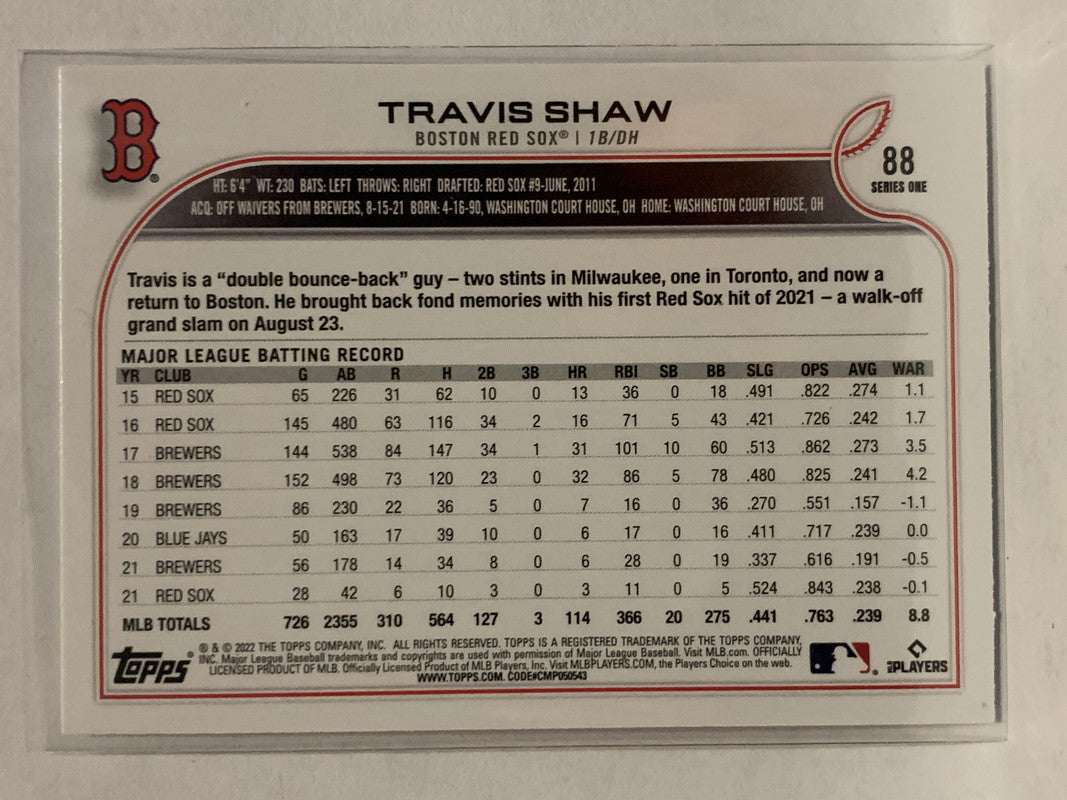 B
TRAVIS SHAW
BOSTON RED SOX® | 1B/DH
88
SERIES ONE
HT: 6'4" WT: 230 BATS: LEFT THROWS: RIGHT DRAFTED: RED SOX #9-JUNE, 2011
ACQ: OFF WAIVERS FROM BREWERS, 8-15-21 BORN: 4-16-90, WASHINGTON COURT HOUSE, OH HOME: WASHINGTON COURT HOUSE, OH
Travis is a “double bounce-back” guy – two stints in Milwaukee, one in Toronto, and now a
return to Boston. He brought back fond memories with his first Red Sox hit of 2021 – a walk-off
grand slam on August 23.
MAJOR LEAGUE BATTING RECORD
YR CLUB G AB R H 2B 3B HR RBI SB BB SLG OPS AVG WAR
15 RED SOX 65 226 31 62 10 0 13 36 0 18 .491 .822 .274 1.1
16 RED SOX 145 480 63 116 34 2 16 71 5 43 .421 .726 .242 1.7
17 BREWERS 144 538 84 147 34 1 31 101 10 60 .513 .862 .273 3.5
18 BREWERS 152 498 73 120 23 0 32 86 5 78 .480 .825 .241 4.2
19 BREWERS 86 230 22 36 5 0 7 16 0 36 .270 .551 .157 -1.1
20 BLUE JAYS 50 163 17 39 10 0 6 17 0 16 .411 .717 .239 0.0
21 BREWERS 56 178 14 34 8 0 6 28 0 19 .337 .616 .191 -0.5
21 RED SOX 28 42 6 10 3 0 3 11 0 5 .524 .843 .238 -0.1
MLB TOTALS 726 2355 310 564 127 3 114 366 20 275 .441 .763 .239 8.8
Topps®
® & © 2022 THE TOPPS COMPANY, INC. ALL RIGHTS RESERVED. TOPPS IS A REGISTERED TRADEMARK OF THE TOPPS COMPANY,
INC. Major League Baseball trademarks and copyrights are used with permission of Major League Baseball. Visit MLB.com. OFFICIALLY
LICENSED PRODUCT OF MLB. Officially Licensed Product of MLB Players, Inc. Visit MLBPLAYERS.COM, the Players Choice on the web.
WWW.TOPPS.COM. CODE#CMP050543
MLB PLAYERS